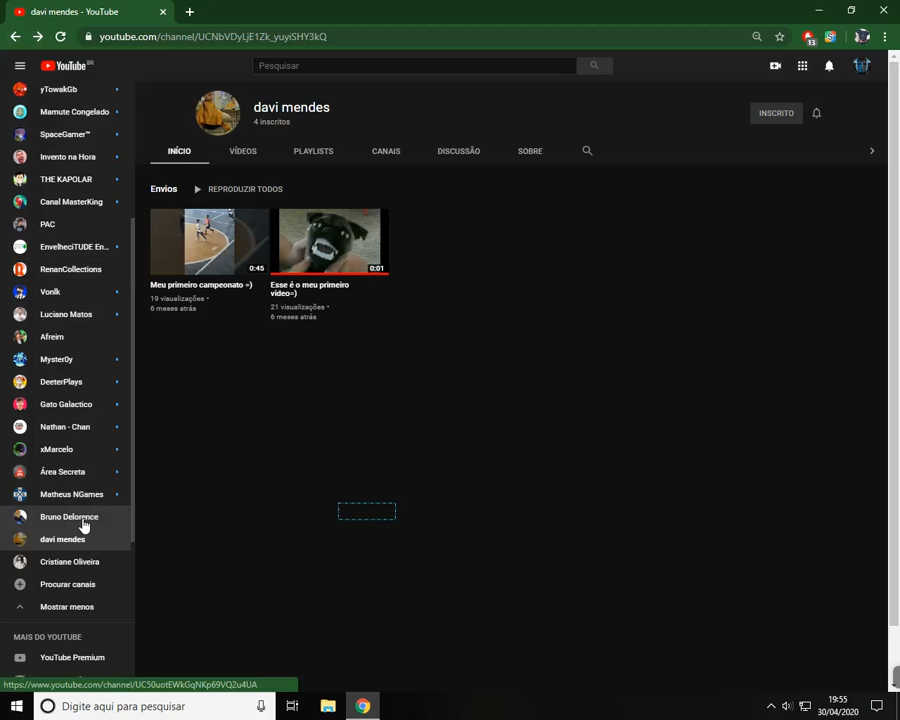 davi mendes - YouTube
youtube.com/channel/UCNbVDyLjE1Zk_yuyiSHY3kQ
13
YouTube BR
Pesquisar
yTowakGb
Mamute Congelado
SpaceGamer™
Invento na Hora
THE KAPOLAR
Canal MasterKing
PAC
EnvelheciTUDE En...
RenanCollections
Vonlk
Luciano Matos
Afreim
Myster0y
DeeterPlays
Gato Galactico
Nathan - Chan
xMarcelo
Área Secreta
Matheus NGames
Bruno Delorence
davi mendes
Cristiane Oliveira
Procurar canais
Mostrar menos
MAIS DO YOUTUBE
YouTube Premium
davi mendes
4 inscritos
INSCRITO
INÍCIO VÍDEOS PLAYLISTS CANAIS DISCUSSÃO SOBRE
Envios REPRODUZIR TODOS
0:45
Meu primeiro campeonato =)
19 visualizações •
6 meses atrás
0:01
Esse é o meu primeiro
video=)
21 visualizações •
6 meses atrás
https://www.youtube.com/channel/UC50uotEWkGqNKp69VQ2u4UA
Digite aqui para pesquisar
19:55
30/04/2020